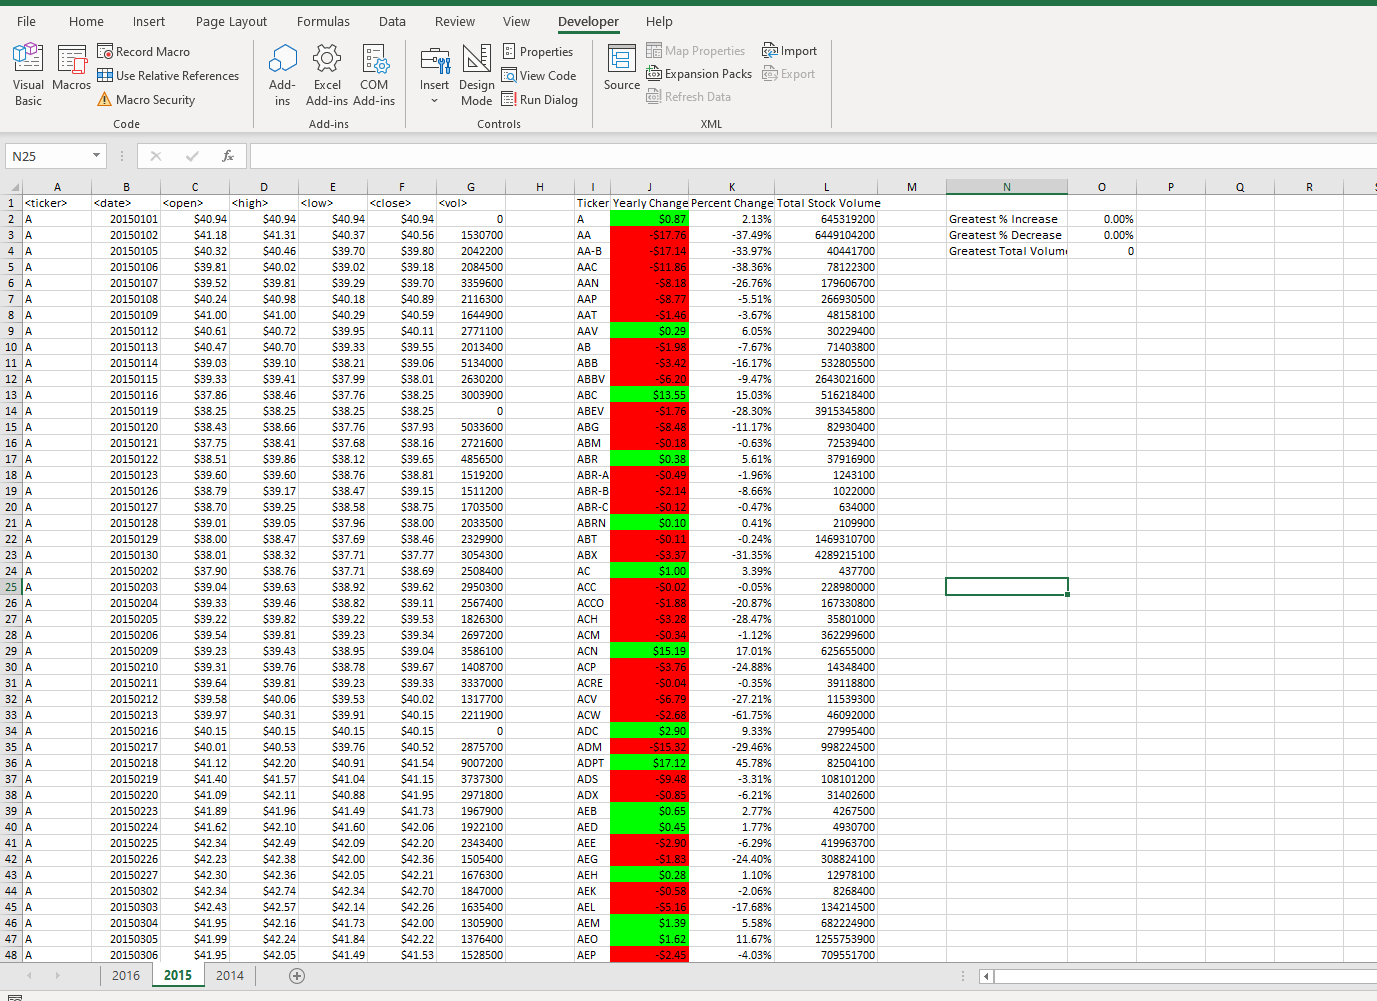 File Home Insert Page Layout Formulas Data Review View Developer Help
Visual Basic Macros Record Macro Use Relative References Macro Security Code
Add-ins Excel Add-ins COM Add-ins Add-ins
Insert Design Mode Properties View Code Run Dialog Controls
Source Map Properties Expansion Packs Refresh Data Import Export XML
N25 fx
A B C D E F G H I J K L M N O P Q R
1 <ticker> <date> <open> <high> <low> <close> <vol> Ticker Yearly Change Percent Change Total Stock Volume
2 A 20150101 $40.94 $40.94 $40.94 $40.94 0 A $0.87 2.13% 645319200 Greatest % Increase 0.00%
3 A 20150102 $41.18 $41.31 $40.37 $40.56 1530700 AA -$17.76 -37.49% 6449104200 Greatest % Decrease 0.00%
4 A 20150105 $40.32 $40.46 $39.70 $39.80 2042200 AA-B -$17.14 -33.97% 40441700 Greatest Total Volum 0
5 A 20150106 $39.81 $40.02 $39.02 $39.18 2084500 AAC -$11.86 -38.36% 78122300
6 A 20150107 $39.52 $39.81 $39.29 $39.70 3359600 AAN -$8.18 -26.76% 179606700
7 A 20150108 $40.24 $40.98 $40.18 $40.89 2116300 AAP -$8.77 -5.51% 266930500
8 A 20150109 $41.00 $41.00 $40.29 $40.59 1644900 AAT -$1.46 -3.67% 48158100
9 A 20150112 $40.61 $40.72 $39.95 $40.11 2771100 AAV $0.29 6.05% 30229400
10 A 20150113 $40.47 $40.70 $39.33 $39.55 2013400 AB -$1.98 -7.67% 71403800
11 A 20150114 $39.03 $39.10 $38.21 $39.06 5134000 ABB -$3.42 -16.17% 532805500
12 A 20150115 $39.33 $39.41 $37.99 $38.01 2630200 ABBV -$6.20 -9.47% 2643021600
13 A 20150116 $37.86 $38.46 $37.76 $38.25 3003900 ABC $13.55 15.03% 516218400
14 A 20150119 $38.25 $38.25 $38.25 $38.25 0 ABEV -$1.76 -28.30% 3915345800
15 A 20150120 $38.43 $38.66 $37.76 $37.93 5033600 ABG -$8.48 -11.17% 82930400
16 A 20150121 $37.75 $38.41 $37.68 $38.16 2721600 ABM -$0.18 -0.63% 72539400
17 A 20150122 $38.51 $39.86 $38.12 $39.65 4856500 ABR $0.38 5.61% 37916900
18 A 20150123 $39.60 $39.60 $38.76 $38.81 1519200 ABR-A -$0.49 -1.96% 1243100
19 A 20150126 $38.79 $39.17 $38.47 $39.15 1511200 ABR-B -$2.14 -8.66% 1022000
20 A 20150127 $38.70 $39.25 $38.58 $38.75 1703500 ABR-C -$0.12 -0.47% 634000
21 A 20150128 $39.01 $39.05 $37.96 $38.00 2033500 ABRN $0.10 0.41% 2109900
22 A 20150129 $38.00 $38.47 $37.69 $38.46 2329900 ABT -$0.11 -0.24% 1469310700
23 A 20150130 $38.01 $38.32 $37.71 $37.77 3054300 ABX -$3.37 -31.35% 4289215100
24 A 20150202 $37.90 $38.76 $37.71 $38.69 2508400 AC $1.00 3.39% 437700
25 A 20150203 $39.04 $39.63 $38.92 $39.62 2950300 ACC -$0.02 -0.05% 228980000
26 A 20150204 $39.33 $39.46 $38.82 $39.11 2567400 ACCO -$1.88 -20.87% 167330800
27 A 20150205 $39.22 $39.82 $39.22 $39.53 1826300 ACH -$3.28 -28.47% 35801000
28 A 20150206 $39.54 $39.81 $39.23 $39.34 2697200 ACM -$0.34 -1.12% 362299600
29 A 20150209 $39.23 $39.43 $38.95 $39.04 3586100 ACN $15.19 17.01% 625655000
30 A 20150210 $39.31 $39.76 $38.78 $39.67 1408700 ACP -$3.76 -24.88% 14348400
31 A 20150211 $39.64 $39.81 $39.23 $39.33 3337000 ACRE -$0.04 -0.35% 39118800
32 A 20150212 $39.58 $40.06 $39.53 $40.02 1317700 ACV -$6.79 -27.21% 11539300
33 A 20150213 $39.97 $40.31 $39.91 $40.15 2211900 ACW -$2.68 -61.75% 46092000
34 A 20150216 $40.15 $40.15 $40.15 $40.15 0 ADC $2.90 9.33% 27995400
35 A 20150217 $40.01 $40.53 $39.76 $40.52 2875700 ADM -$15.32 -29.46% 998224500
36 A 20150218 $41.12 $42.20 $40.91 $41.54 9007200 ADPT $17.12 45.78% 82504100
37 A 20150219 $41.40 $41.57 $41.04 $41.15 3737300 ADS -$9.48 -3.31% 108101200
38 A 20150220 $41.09 $42.11 $40.88 $41.95 2971800 ADX -$0.85 -6.21% 31402600
39 A 20150223 $41.89 $41.96 $41.49 $41.73 1967900 AEB $0.65 2.77% 4267500
40 A 20150224 $41.62 $42.10 $41.60 $42.06 1922100 AED $0.45 1.77% 4930700
41 A 20150225 $42.34 $42.49 $42.09 $42.20 2343400 AEE -$2.90 -6.29% 419963700
42 A 20150226 $42.23 $42.38 $42.00 $42.36 1505400 AEG -$1.83 -24.40% 308824100
43 A 20150227 $42.30 $42.36 $42.05 $42.21 1676300 AEH $0.28 1.10% 12978100
44 A 20150302 $42.34 $42.74 $42.34 $42.70 1847000 AEK -$0.58 -2.06% 8268400
45 A 20150303 $42.43 $42.57 $42.14 $42.26 1635400 AEL -$5.16 -17.68% 134214500
46 A 20150304 $41.95 $42.16 $41.73 $42.00 1305900 AEM $1.39 5.58% 682224900
47 A 20150305 $41.99 $42.24 $41.84 $42.22 1376400 AEO $1.62 11.67% 1255753900
48 A 20150306 $41.95 $42.05 $41.49 $41.53 1528500 AEP -$2.45 -4.03% 709551700
2016 2015 2014